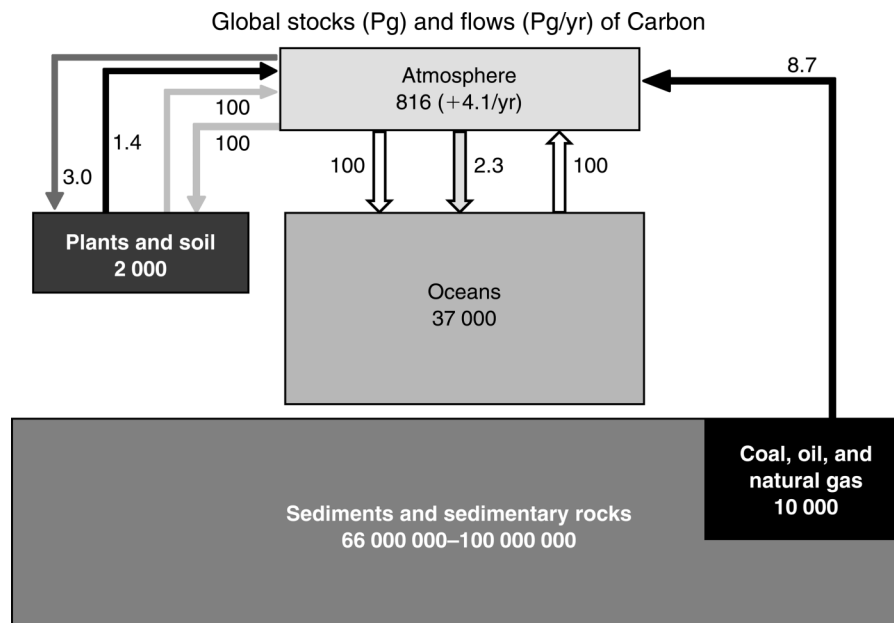 Global stocks (Pg) and flows (Pg/yr) of Carbon
Atmosphere
816 (+4.1/yr)
8.7
100
100
1.4
3.0
100
2.3
100
Plants and soil
2 000
Oceans
37 000
Coal, oil, and
natural gas
10 000
Sediments and sedimentary rocks
66 000 000–100 000 000